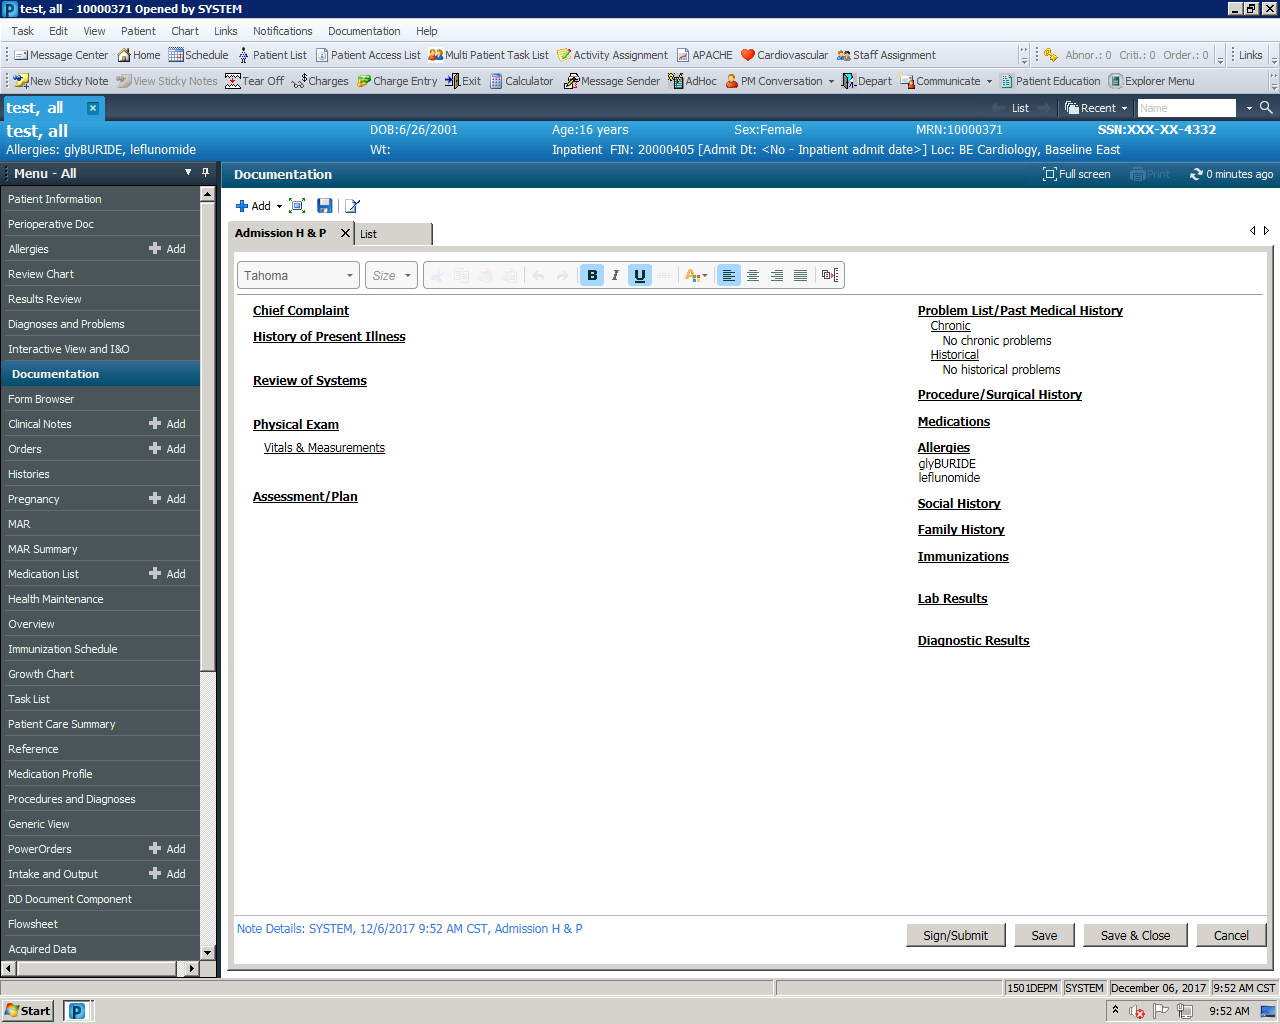 test, all - 10000371 Opened by SYSTEM
Task Edit View Patient Chart Links Notifications Documentation Help
Message Center Home Schedule Patient List Patient Access List Multi Patient Task List Activity Assignment APACHE Cardiovascular Staff Assignment Abnor.: 0 Criti.: 0 Order.: 0 Links
New Sticky Note View Sticky Notes Tear Off Charges Charge Entry Exit Calculator Message Sender AdHoc PM Conversation Depart Communicate Patient Education Explorer Menu
test, all List Recent Name
test, all DOB:6/26/2001 Age:16 years Sex:Female MRN:10000371 SSN:XXX-XX-4332
Allergies: glyBURIDE, leflunomide Wt: Inpatient FIN: 20000405 [Admit Dt: <No - Inpatient admit date>] Loc: BE Cardiology, Baseline East
Menu - All
Patient Information
Perioperative Doc
Allergies Add
Review Chart
Results Review
Diagnoses and Problems
Interactive View and I&O
Documentation
Form Browser
Clinical Notes Add
Orders Add
Histories
Pregnancy Add
MAR
MAR Summary
Medication List Add
Health Maintenance
Overview
Immunization Schedule
Growth Chart
Task List
Patient Care Summary
Reference
Medication Profile
Procedures and Diagnoses
Generic View
PowerOrders Add
Intake and Output Add
DD Document Component
Flowsheet
Acquired Data
Documentation Full screen Print 0 minutes ago
Add
Admission H & P List
Tahoma Size B I U abc A
Chief Complaint
History of Present Illness
Review of Systems
Physical Exam
Vitals & Measurements
Assessment/Plan
Problem List/Past Medical History
Chronic
No chronic problems
Historical
No historical problems
Procedure/Surgical History
Medications
Allergies
glyBURIDE
leflunomide
Social History
Family History
Immunizations
Lab Results
Diagnostic Results
Note Details: SYSTEM, 12/6/2017 9:52 AM CST, Admission H & P
Sign/Submit Save Save & Close Cancel
1501DEPM SYSTEM December 06, 2017 9:52 AM CST
Start 9:52 AM